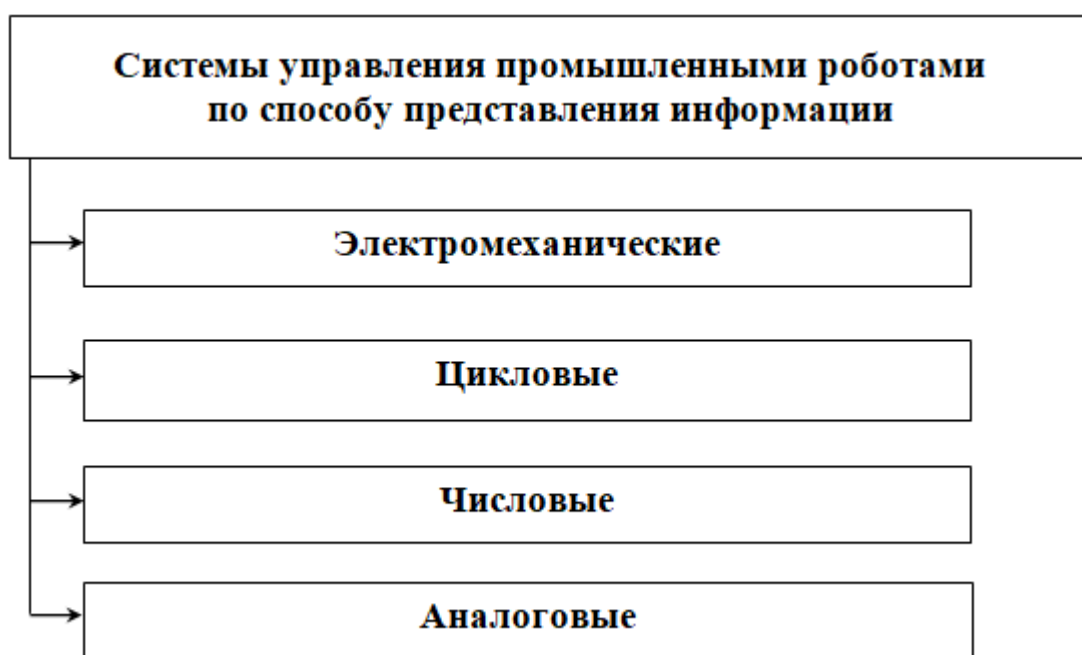 Системы управления промышленными роботами
по способу представления информации
Электромеханические
Цикловые
Числовые
Аналоговые